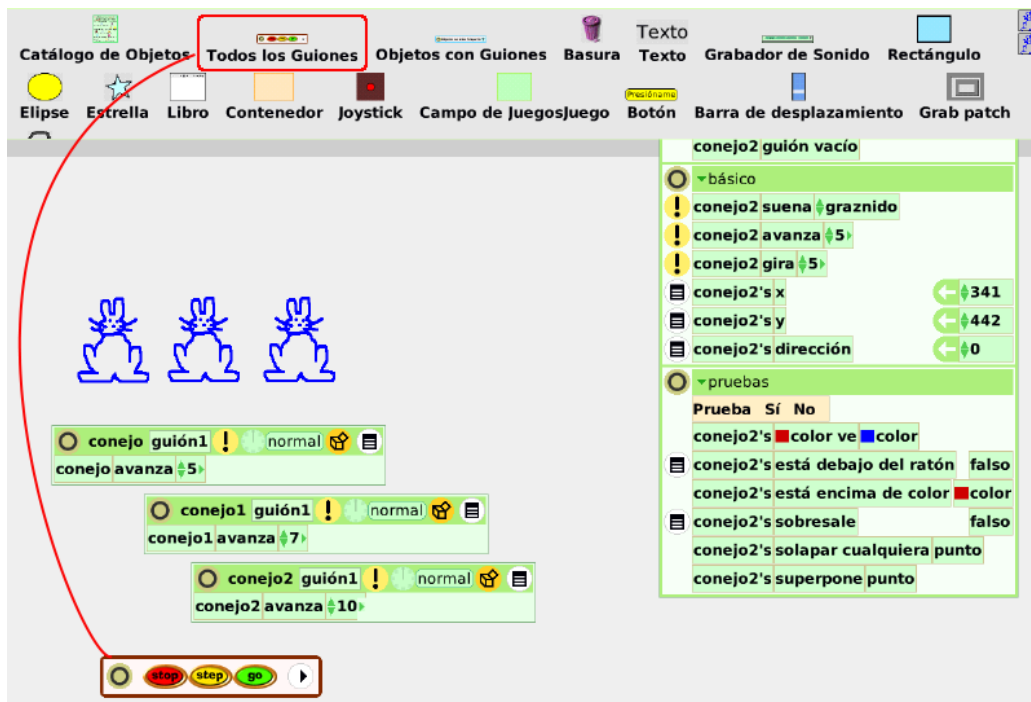 Texto
Catálogo de Objetos Todos los Guiones Objetos con Guiones Basura Texto Grabador de Sonido Rectángulo
Presióname
Elipse Estrella Libro Contenedor Joystick Campo de JuegosJuego Botón Barra de desplazamiento Grab patch
conejo2 guión vacío
básico
conejo2 suena graznido
conejo2 avanza 5
conejo2 gira 5
conejo2's x 341
conejo2's y 442
conejo2's dirección 0
pruebas
Prueba Sí No
conejo2's color ve color
conejo2's está debajo del ratón falso
conejo2's está encima de color color
conejo2's sobresale falso
conejo2's solapar cualquiera punto
conejo2's superpone punto
conejo guión1 ! normal
conejo avanza 5
conejo1 guión1 ! normal
conejo1 avanza 7
conejo2 guión1 ! normal
conejo2 avanza 10
stop step go